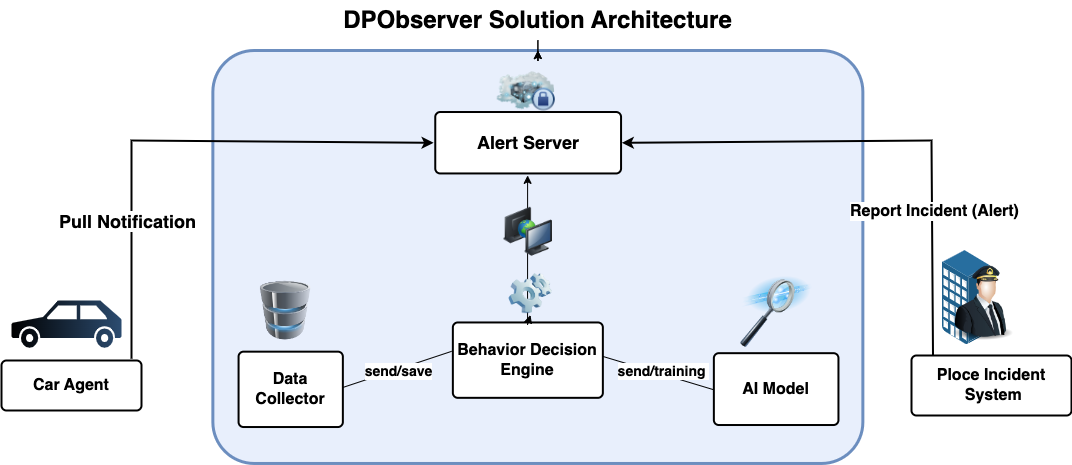 DPObserver Solution Architecture
Alert Server
Pull Notification
Report Incident (Alert)
Car Agent
Data
Collector
send/save
Behavior Decision
Engine
send/training
AI Model
Ploce Incident
System